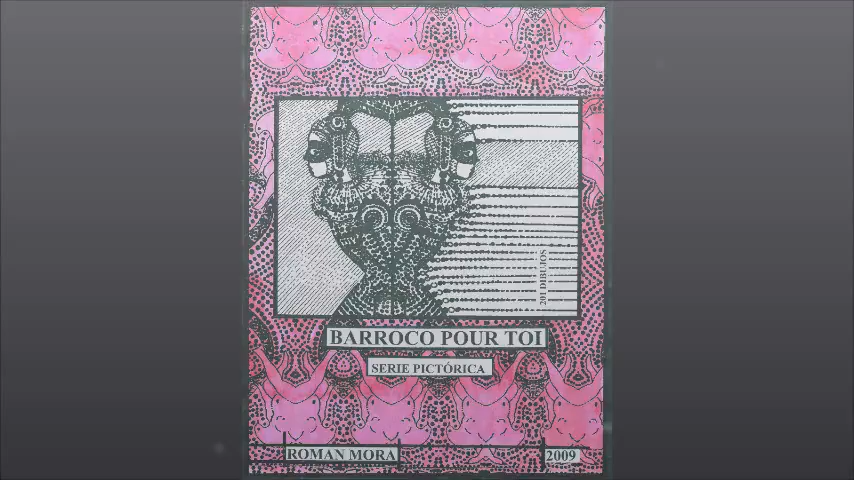 201 DIBUJOS
BARROCO POUR TOI
SERIE PICTÓRICA
ROMAN MORA
2009